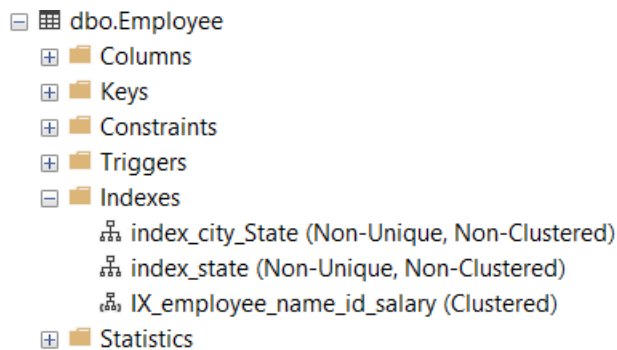 dbo.Employee
Columns
Keys
Constraints
Triggers
Indexes
index_city_State (Non-Unique, Non-Clustered)
index_state (Non-Unique, Non-Clustered)
IX_employee_name_id_salary (Clustered)
Statistics